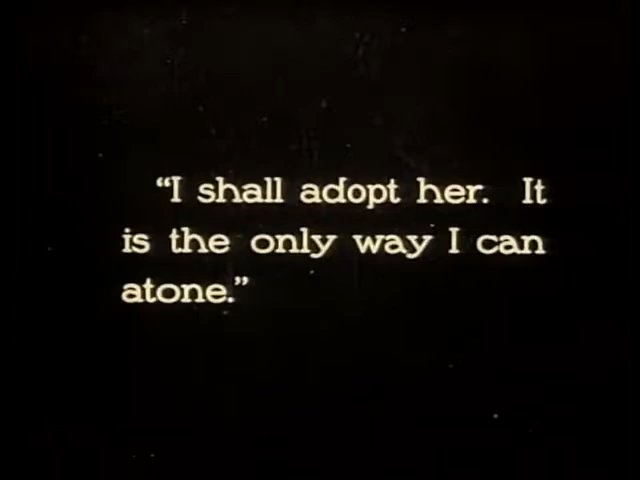 “I shall adopt her. It
is the only way I can
atone.”